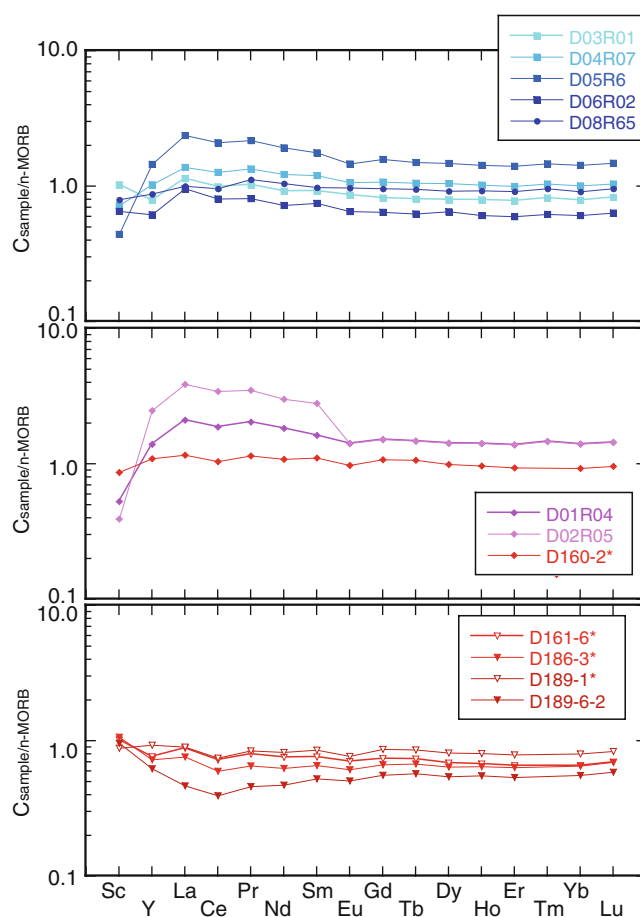 10.0
1.0
0.1
Csample/n-MORB
D03R01
D04R07
D05R6
D06R02
D08R65
10.0
1.0
0.1
Csample/n-MORB
D01R04
D02R05
D160-2*
10.0
1.0
0.1
Csample/n-MORB
D161-6*
D186-3*
D189-1*
D189-6-2
Sc La Pr Sm Gd Dy Er Yb
Y Ce Nd Eu Tb Ho Tm Lu